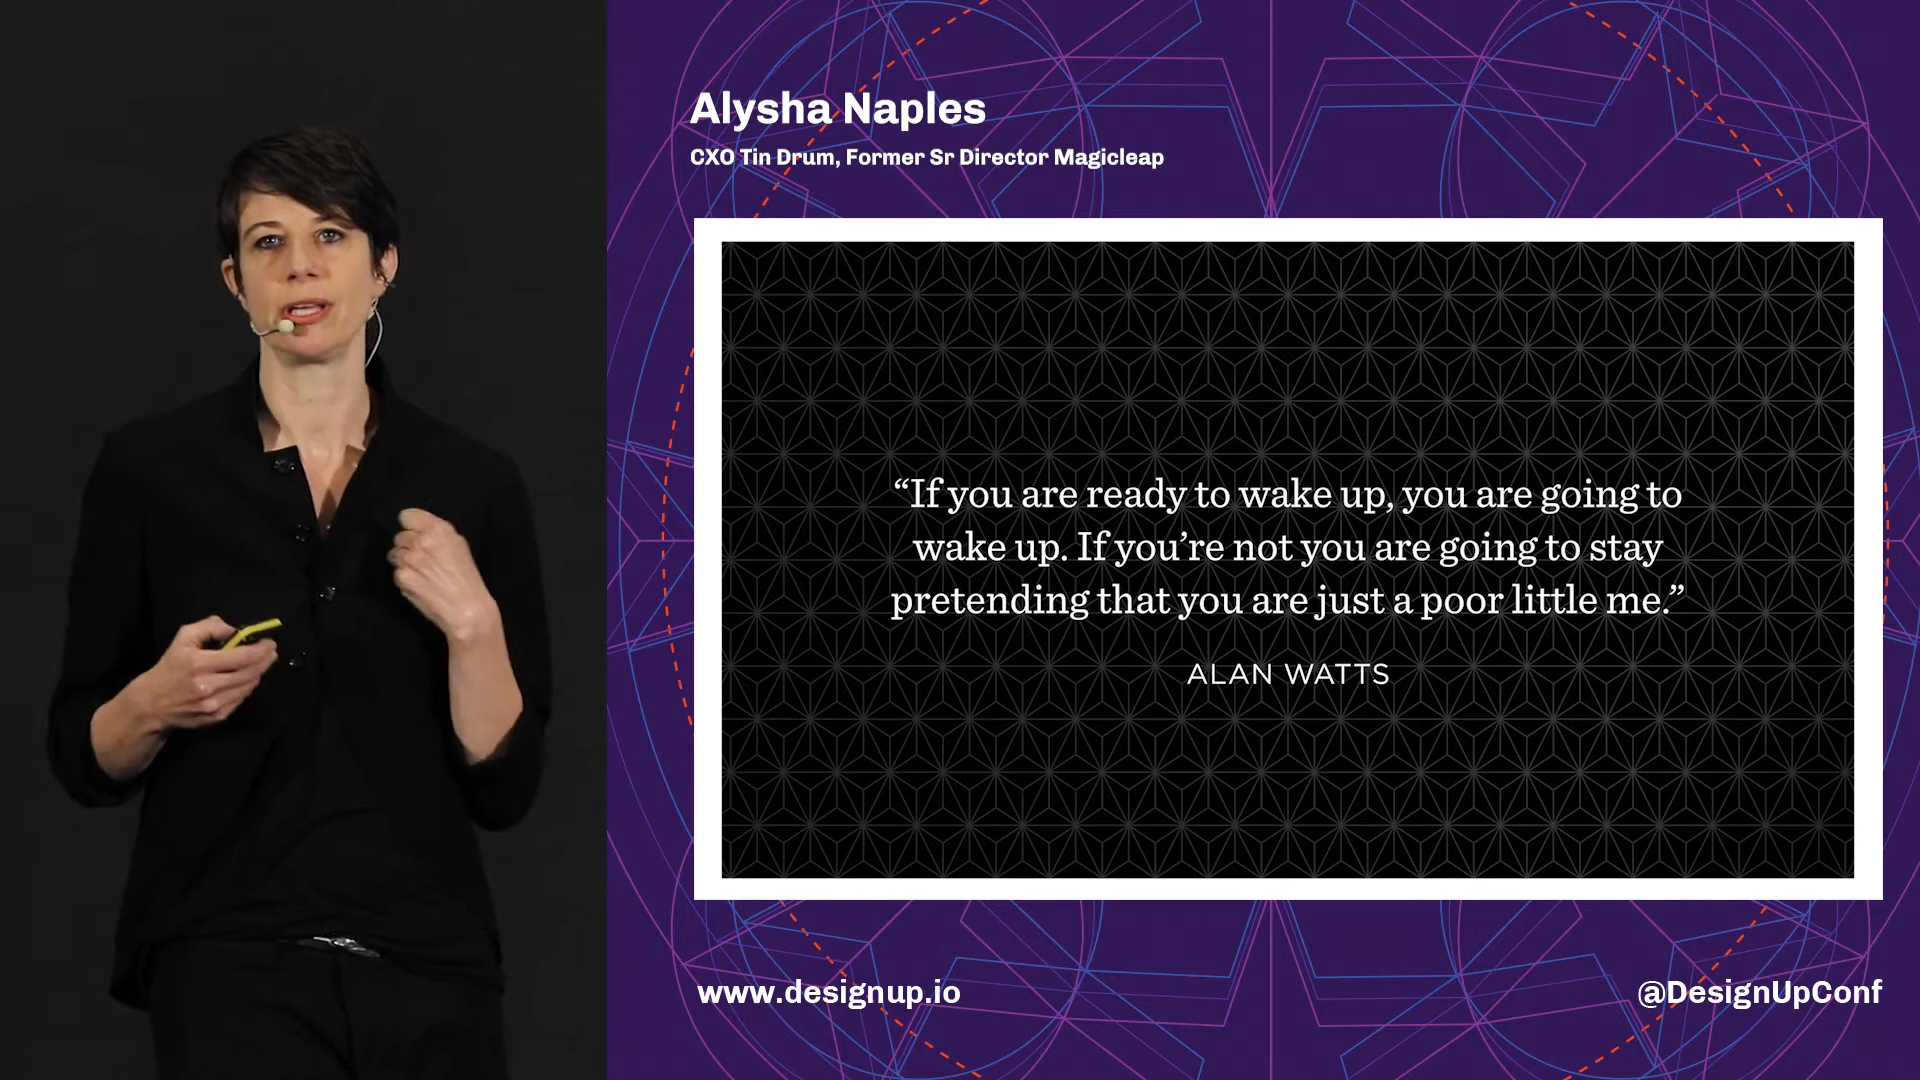 Alysha Naples
CXO Tin Drum, Former Sr Director Magicleap
“If you are ready to wake up, you are going to
wake up. If you’re not you are going to stay
pretending that you are just a poor little me.”
ALAN WATTS
www.designup.io
@DesignUpConf